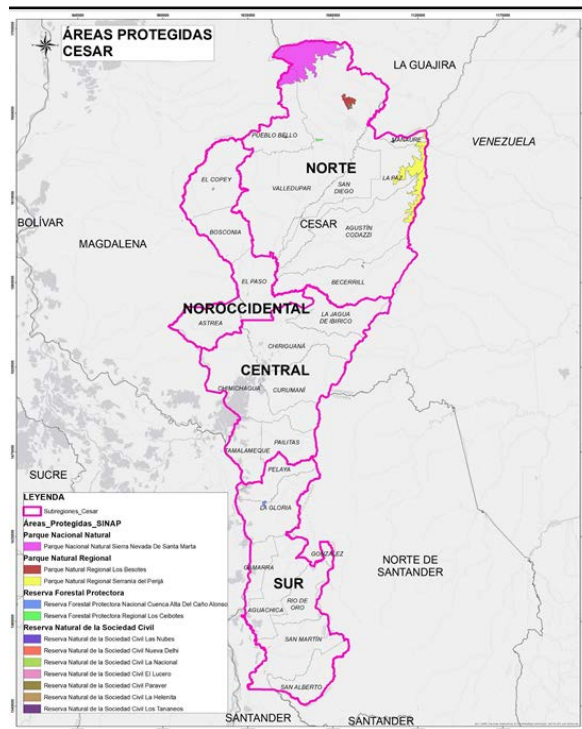 ÁREAS PROTEGIDAS
CESAR
LA GUAJIRA
VENEZUELA
PUEBLO BELLO
MANAURE
NORTE
EL COPEY
VALLEDUPAR
SAN
DIEGO
LA PAZ
BOLÍVAR
CESAR
MAGDALENA
BOSCONIA
AGUSTÍN
CODAZZI
EL PASO
BECERRILL
NOROCCIDENTAL
ASTREA
LA JAGUA
DE IBIRICO
CHIRIGUANÁ
CENTRAL
CHIMICHAGUA
CURUMANÍ
PAILITAS
TAMALAMEQUE
SUCRE
PELAYA
LA GLORIA
GONZÁLEZ
NORTE DE
SANTANDER
GAMARRA
SUR
RIO DE
ORO
AGUACHICA
SAN MARTÍN
SAN ALBERTO
SANTANDER
SANTANDER
LEYENDA
Subregiones_Cesar
Áreas_Protegidas_SINAP
Parque Nacional Natural
Parque Nacional Natural Sierra Nevada De Santa Marta
Parque Natural Regional
Parque Natural Regional Los Besotes
Parque Natural Regional Serranía del Perijá
Reserva Forestal Protectora
Reserva Forestal Protectora Nacional Cuenca Alta Del Caño Alonso
Reserva Forestal Protectora Regional Los Ceibotes
Reserva Natural de la Sociedad Civil
Reserva Natural de la Sociedad Civil Las Nubes
Reserva Natural de la Sociedad Civil Nueva Delhi
Reserva Natural de la Sociedad Civil La Nacional
Reserva Natural de la Sociedad Civil El Lucero
Reserva Natural de la Sociedad Civil Paraver
Reserva Natural de la Sociedad Civil La Helenita
Reserva Natural de la Sociedad Civil Los Tananeos